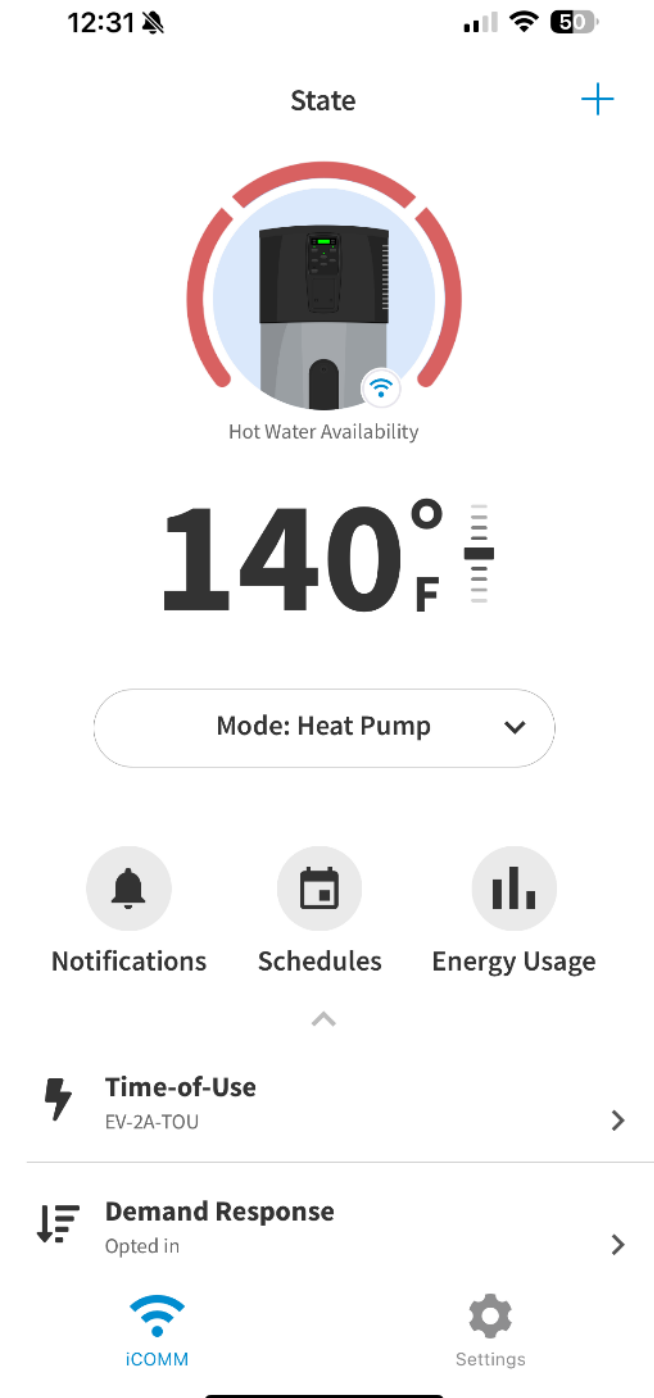 12:31
50
State
Hot Water Availability
140°F
Mode: Heat Pump
Notifications
Schedules
Energy Usage
Time-of-Use
EV-2A-TOU
Demand Response
Opted in
iCOMM
Settings